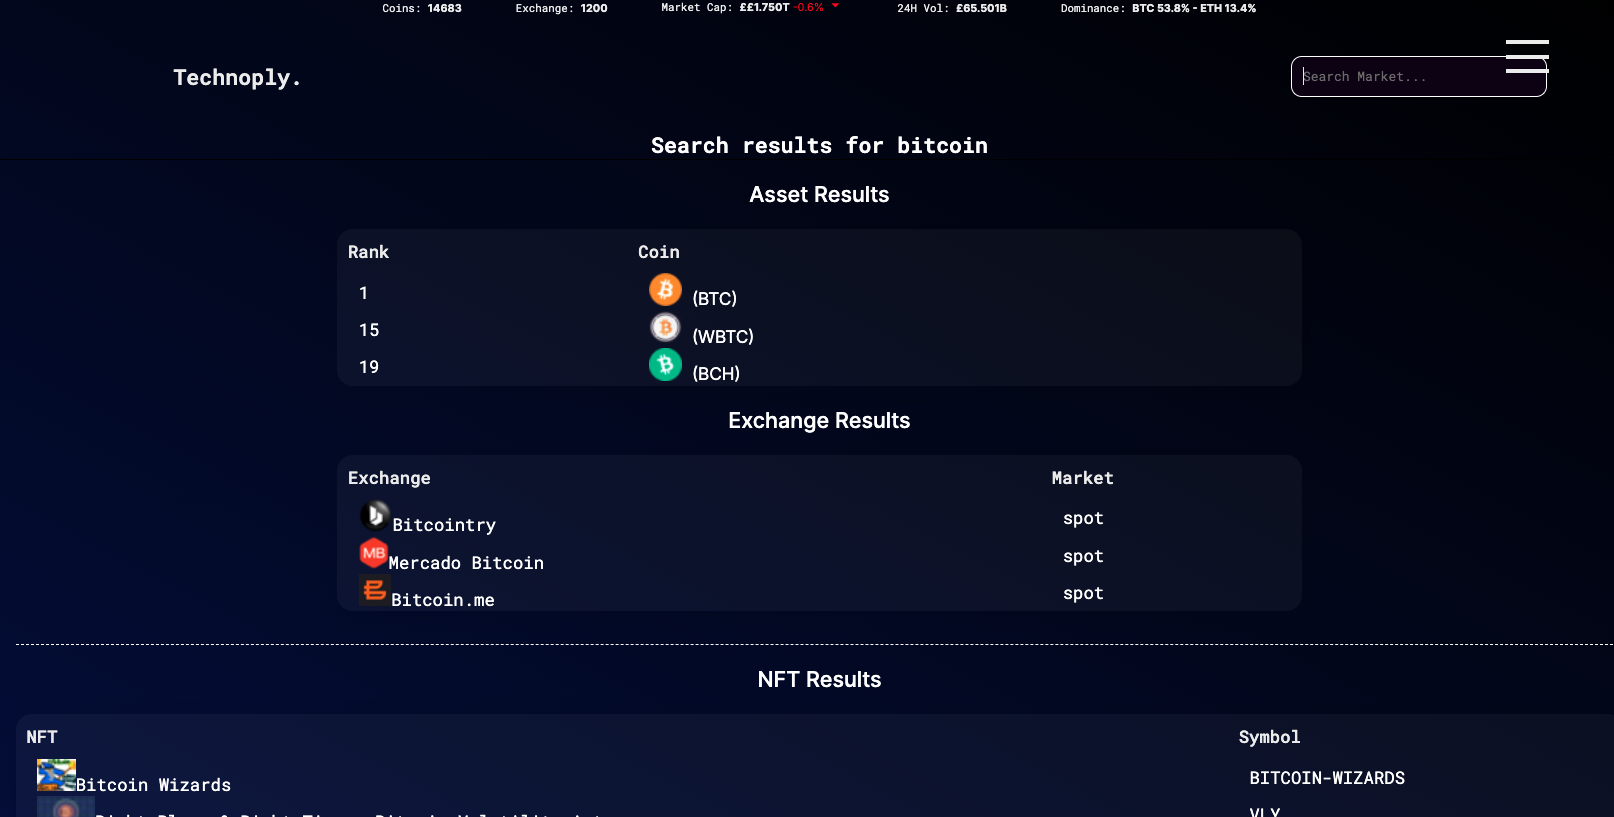 Coins: 14683 Exchange: 1200 Market Cap: ££1.750T -0.6% 24H Vol: £65.501B Dominance: BTC 53.8% - ETH 13.4%
Technoply.
Search Market...
Search results for bitcoin
Asset Results
Rank Coin
1 (BTC)
15 (WBTC)
19 (BCH)
Exchange Results
Exchange Market
Bitcointry spot
MB Mercado Bitcoin spot
Bitcoin.me spot
NFT Results
NFT Symbol
Bitcoin Wizards BITCOIN-WIZARDS